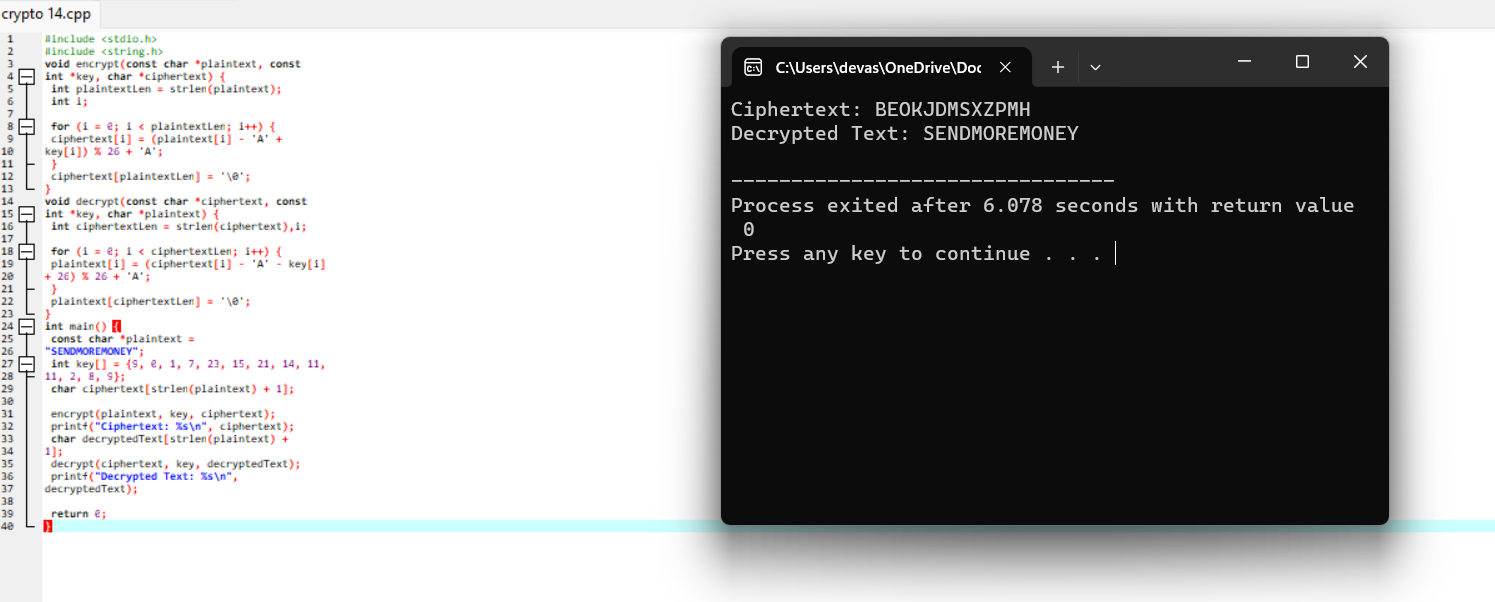 crypto 14.cpp
1 #include <stdio.h>
2 #include <string.h>
3 void encrypt(const char *plaintext, const
4 int *key, char *ciphertext) {
5 int plaintextLen = strlen(plaintext);
6 int i;
7
8 for (i = 0; i < plaintextLen; i++) {
9 ciphertext[i] = (plaintext[i] - 'A' +
10 key[i]) % 26 + 'A';
11 }
12 ciphertext[plaintextLen] = '\0';
13 }
14 void decrypt(const char *ciphertext, const
15 int *key, char *plaintext) {
16 int ciphertextLen = strlen(ciphertext),i;
17
18 for (i = 0; i < ciphertextLen; i++) {
19 plaintext[i] = (ciphertext[i] - 'A' - key[i]
20 + 26) % 26 + 'A';
21 }
22 plaintext[ciphertextLen] = '\0';
23 }
24 int main() {
25 const char *plaintext =
26 "SENDMOREMONEY";
27 int key[] = {9, 0, 1, 7, 23, 15, 21, 14, 11,
28 11, 2, 8, 9};
29 char ciphertext[strlen(plaintext) + 1];
30
31 encrypt(plaintext, key, ciphertext);
32 printf("Ciphertext: %s\n", ciphertext);
33 char decryptedText[strlen(plaintext) +
34 1];
35 decrypt(ciphertext, key, decryptedText);
36 printf("Decrypted Text: %s\n",
37 decryptedText);
38
39 return 0;
40 }
C:\Users\devas\OneDrive\Doc
Ciphertext: BEOKJDMSXZPMH
Decrypted Text: SENDMOREMONEY
--------------------------------
Process exited after 6.078 seconds with return value
0
Press any key to continue . . .